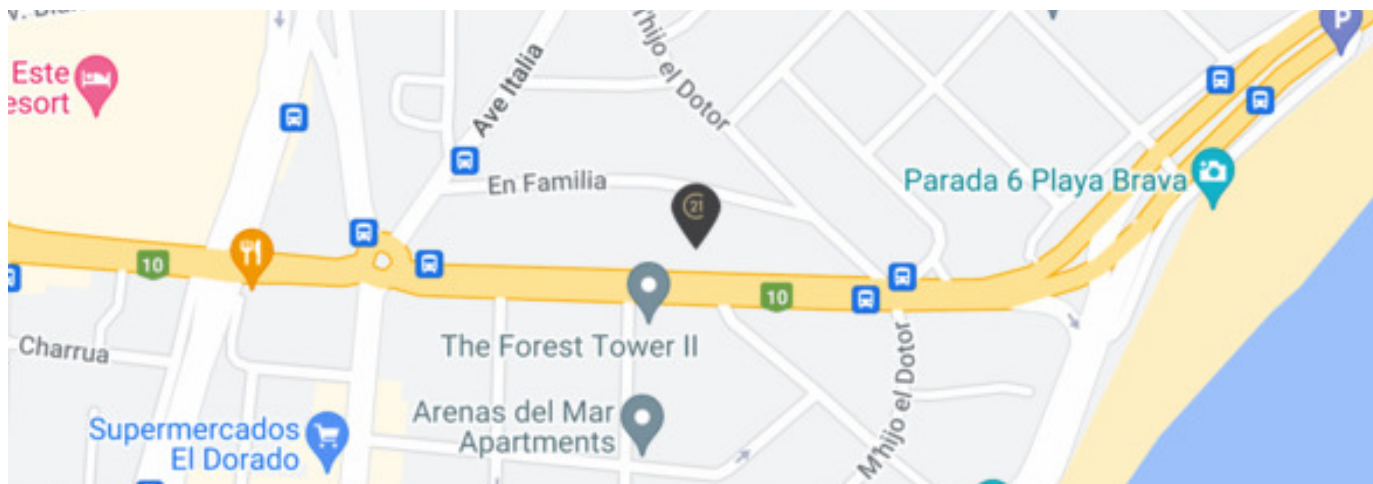 P
M'hijo el Dotor
Este
esort
Ave Italia
En Familia
21
Parada 6 Playa Brava
10
10
The Forest Tower II
Charrua
Arenas del Mar
Apartments
M'hijo el Dotor
Supermercados
El Dorado